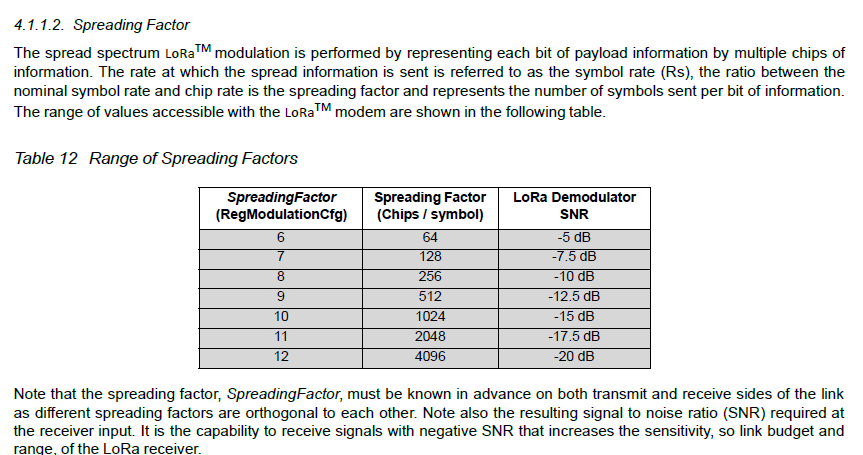 4.1.1.2. Spreading Factor
The spread spectrum LoRaTM modulation is performed by representing each bit of payload information by multiple chips of
information. The rate at which the spread information is sent is referred to as the symbol rate (Rs), the ratio between the
nominal symbol rate and chip rate is the spreading factor and represents the number of symbols sent per bit of information.
The range of values accessible with the LoRaTM modem are shown in the following table.
Table 12 Range of Spreading Factors
SpreadingFactor Spreading Factor LoRa Demodulator
(RegModulationCfg) (Chips / symbol) SNR
6 64 -5 dB
7 128 -7.5 dB
8 256 -10 dB
9 512 -12.5 dB
10 1024 -15 dB
11 2048 -17.5 dB
12 4096 -20 dB
Note that the spreading factor, SpreadingFactor, must be known in advance on both transmit and receive sides of the link
as different spreading factors are orthogonal to each other. Note also the resulting signal to noise ratio (SNR) required at
the receiver input. It is the capability to receive signals with negative SNR that increases the sensitivity, so link budget and
range, of the LoRa receiver.